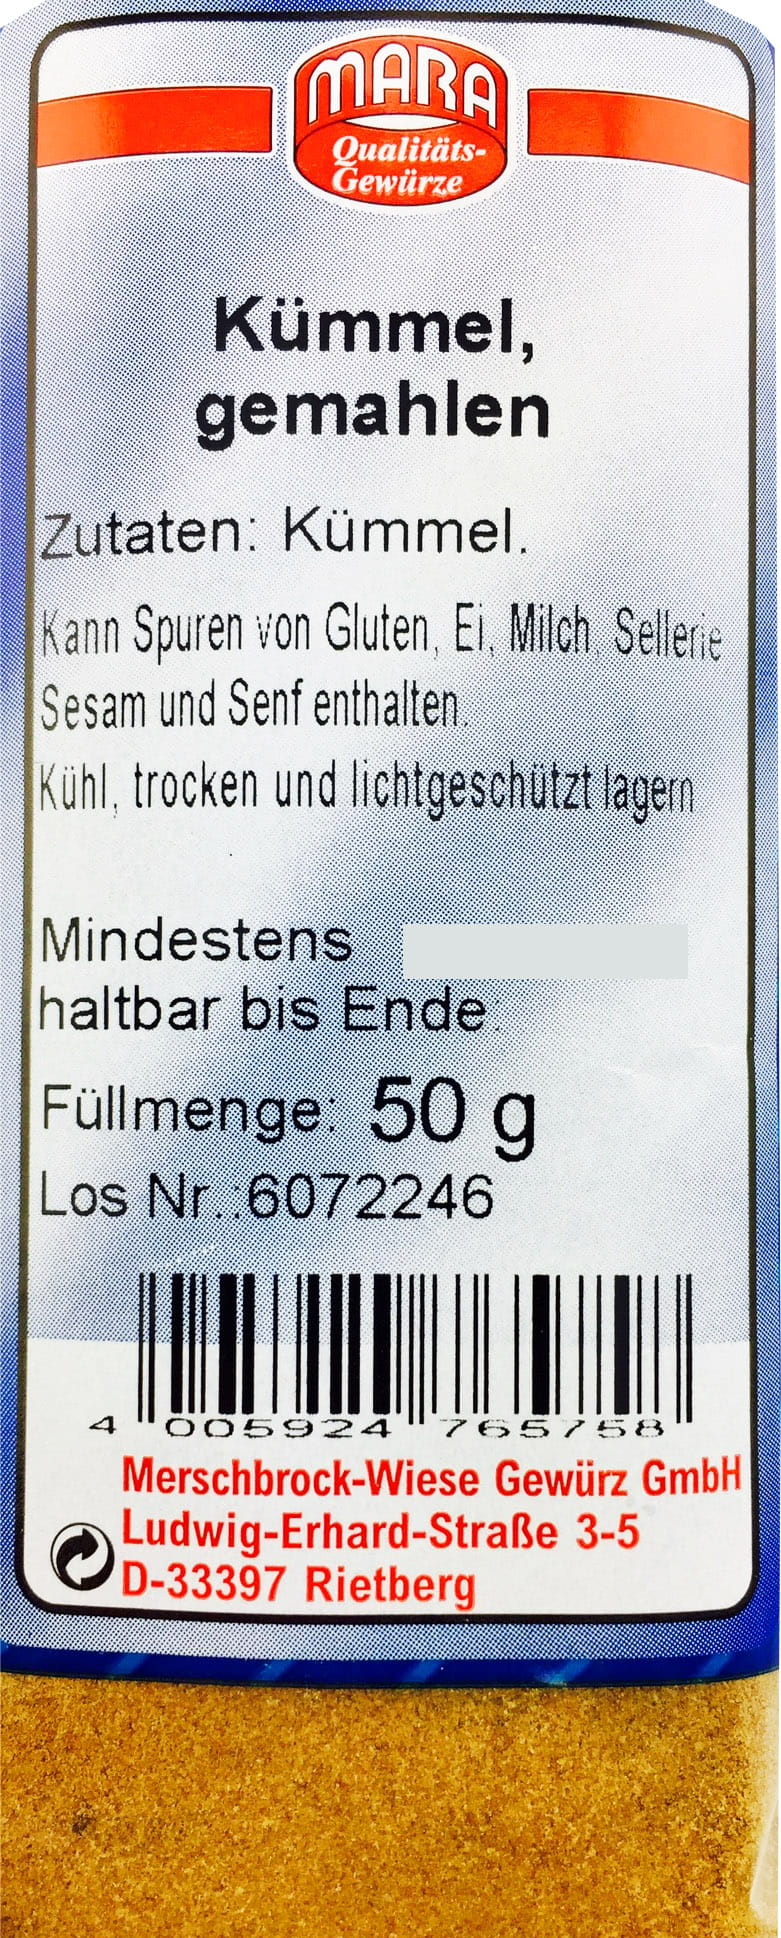 MARA
Qualitäts-
Gewürze
Kümmel,
gemahlen
Zutaten: Kümmel.
Kann Spuren von Gluten, Ei, Milch, Sellerie
Sesam und Senf enthalten.
Kühl, trocken und lichtgeschützt lagern
Mindestens
haltbar bis Ende:
Füllmenge: 50 g
Los Nr.:6072246
4 005924 765758
Merschbrock-Wiese Gewürz GmbH
Ludwig-Erhard-Straße 3-5
D-33397 Rietberg